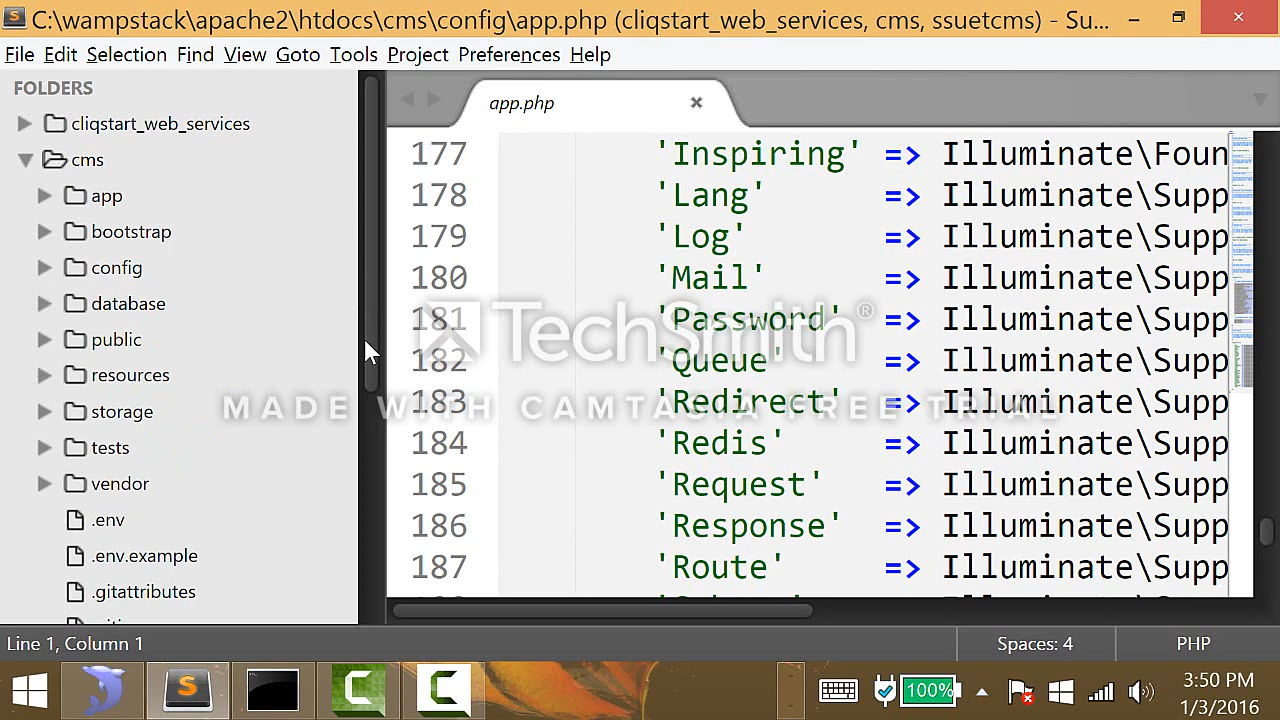 C:\wampstack\apache2\htdocs\cms\config\app.php (cliqstart_web_services, cms, ssuetcms) - Su...
File Edit Selection Find View Goto Tools Project Preferences Help
FOLDERS
cliqstart_web_services
cms
app
bootstrap
config
database
public
resources
storage
tests
vendor
.env
.env.example
.gitattributes
app.php
177 'Inspiring' => Illuminate\Foun
178 'Lang' => Illuminate\Supp
179 'Log' => Illuminate\Supp
180 'Mail' => Illuminate\Supp
181 'Password' => Illuminate\Supp
182 'Queue' => Illuminate\Supp
183 'Redirect' => Illuminate\Supp
184 'Redis' => Illuminate\Supp
185 'Request' => Illuminate\Supp
186 'Response' => Illuminate\Supp
187 'Route' => Illuminate\Supp
TechSmith®
MADE WITH CAMTASIA FREE TRIAL
Line 1, Column 1
Spaces: 4
PHP
100%
3:50 PM
1/3/2016